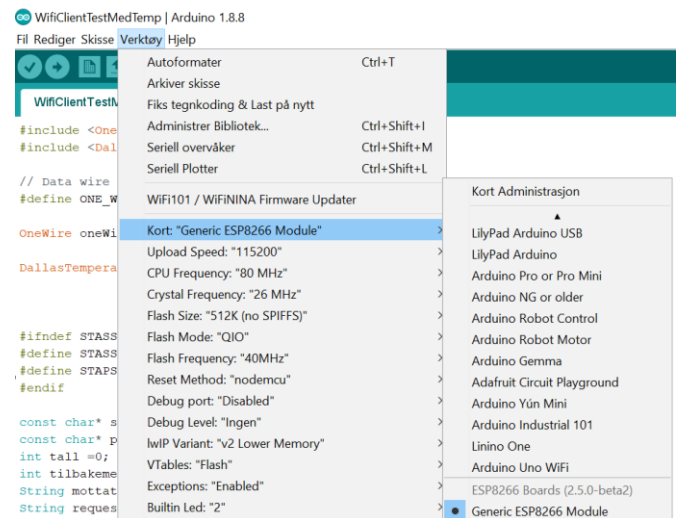 WifiClientTestMedTemp | Arduino 1.8.8
Fil Rediger Skisse Verktøy Hjelp
WifiClientTestM
Autoformater Ctrl+T
Arkiver skisse
Fiks tegnkoding & Last på nytt
Administrer Bibliotek... Ctrl+Shift+I
Seriell overvåker Ctrl+Shift+M
Seriell Plotter Ctrl+Shift+L
WiFi101 / WiFiNINA Firmware Updater
Kort: "Generic ESP8266 Module"
Upload Speed: "115200"
CPU Frequency: "80 MHz"
Crystal Frequency: "26 MHz"
Flash Size: "512K (no SPIFFS)"
Flash Mode: "QIO"
Flash Frequency: "40MHz"
Reset Method: "nodemcu"
Debug port: "Disabled"
Debug Level: "Ingen"
lwIP Variant: "v2 Lower Memory"
VTables: "Flash"
Exceptions: "Enabled"
Builtin Led: "2"
Kort Administrasjon
LilyPad Arduino USB
LilyPad Arduino
Arduino Pro or Pro Mini
Arduino NG or older
Arduino Robot Control
Arduino Robot Motor
Arduino Gemma
Adafruit Circuit Playground
Arduino Yún Mini
Arduino Industrial 101
Linino One
Arduino Uno WiFi
ESP8266 Boards (2.5.0-beta2)
Generic ESP8266 Module
#include <One
#include <Dal
// Data wire
#define ONE_W
OneWire oneWi
DallasTempera
#ifndef STASS
#define STASS
#define STAPS
#endif
const char* s
const char* p
int tall =0;
int tilbakeme
String mottat
String reques